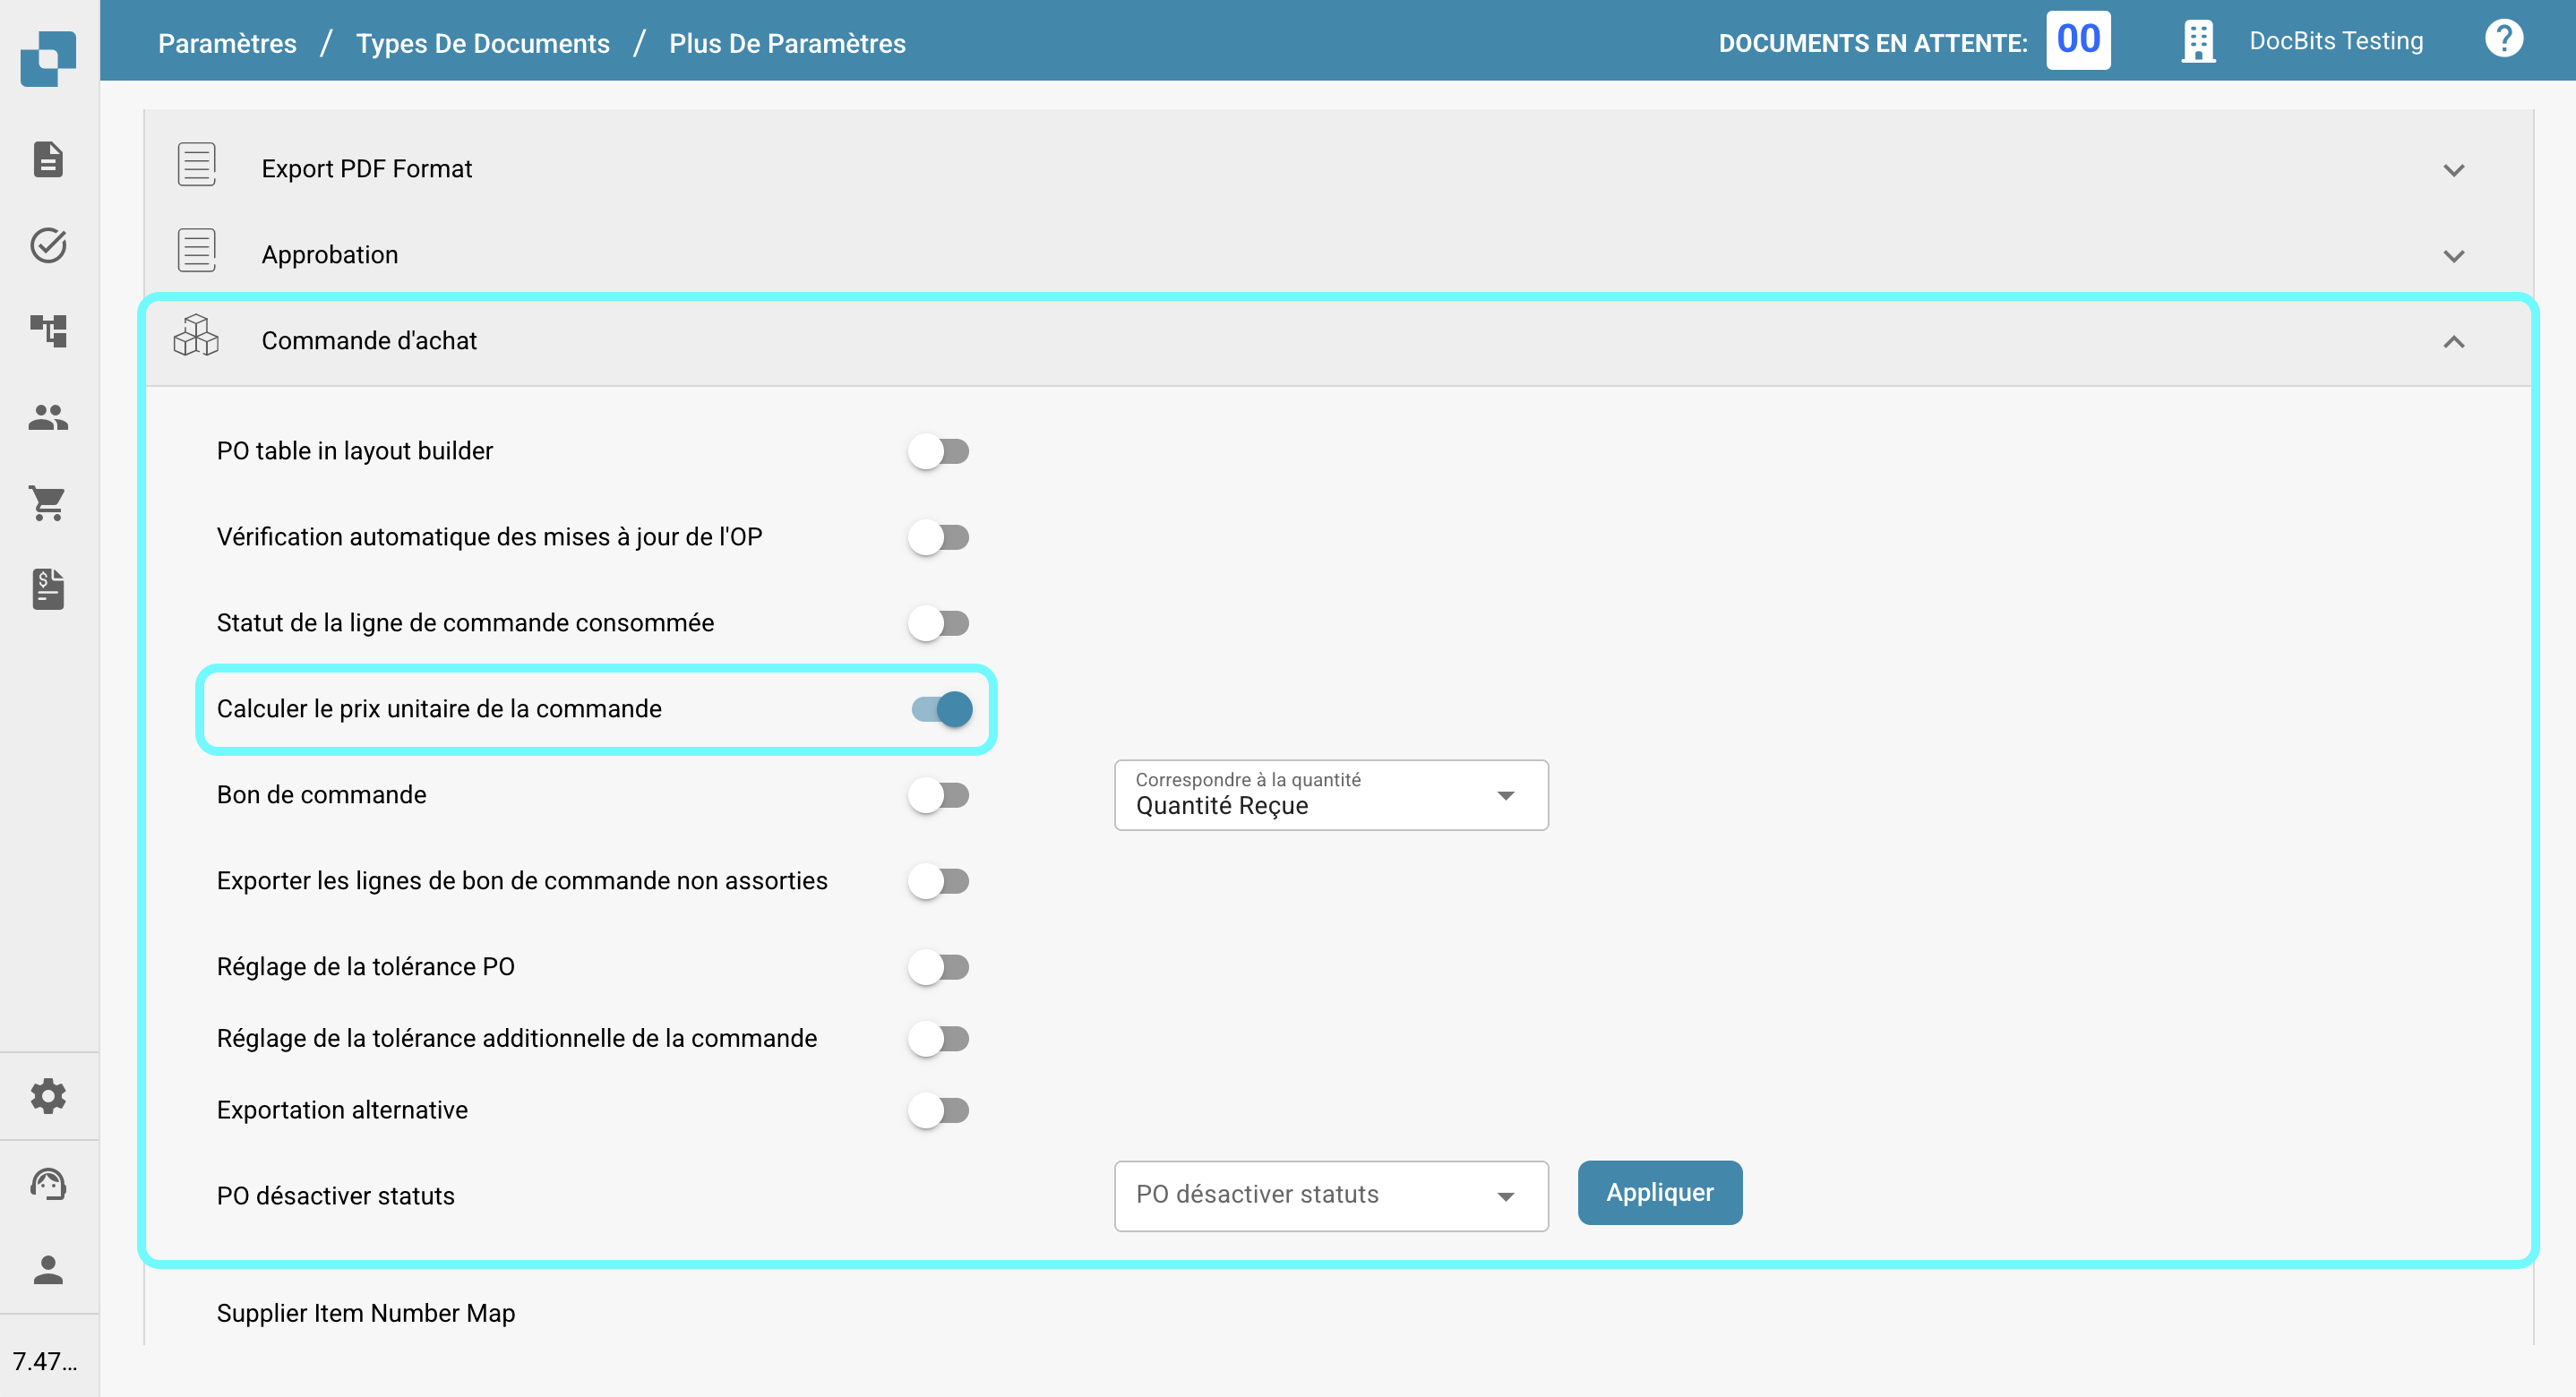 Paramètres / Types De Documents / Plus De Paramètres
DOCUMENTS EN ATTENTE: 00
DocBits Testing
?
Export PDF Format
Approbation
Commande d'achat
PO table in layout builder
Vérification automatique des mises à jour de l'OP
Statut de la ligne de commande consommée
Calculer le prix unitaire de la commande
Bon de commande
Correspondre à la quantité
Quantité Reçue
Exporter les lignes de bon de commande non assorties
Réglage de la tolérance PO
Réglage de la tolérance additionnelle de la commande
Exportation alternative
PO désactiver statuts
PO désactiver statuts
Appliquer
Supplier Item Number Map
7.47...